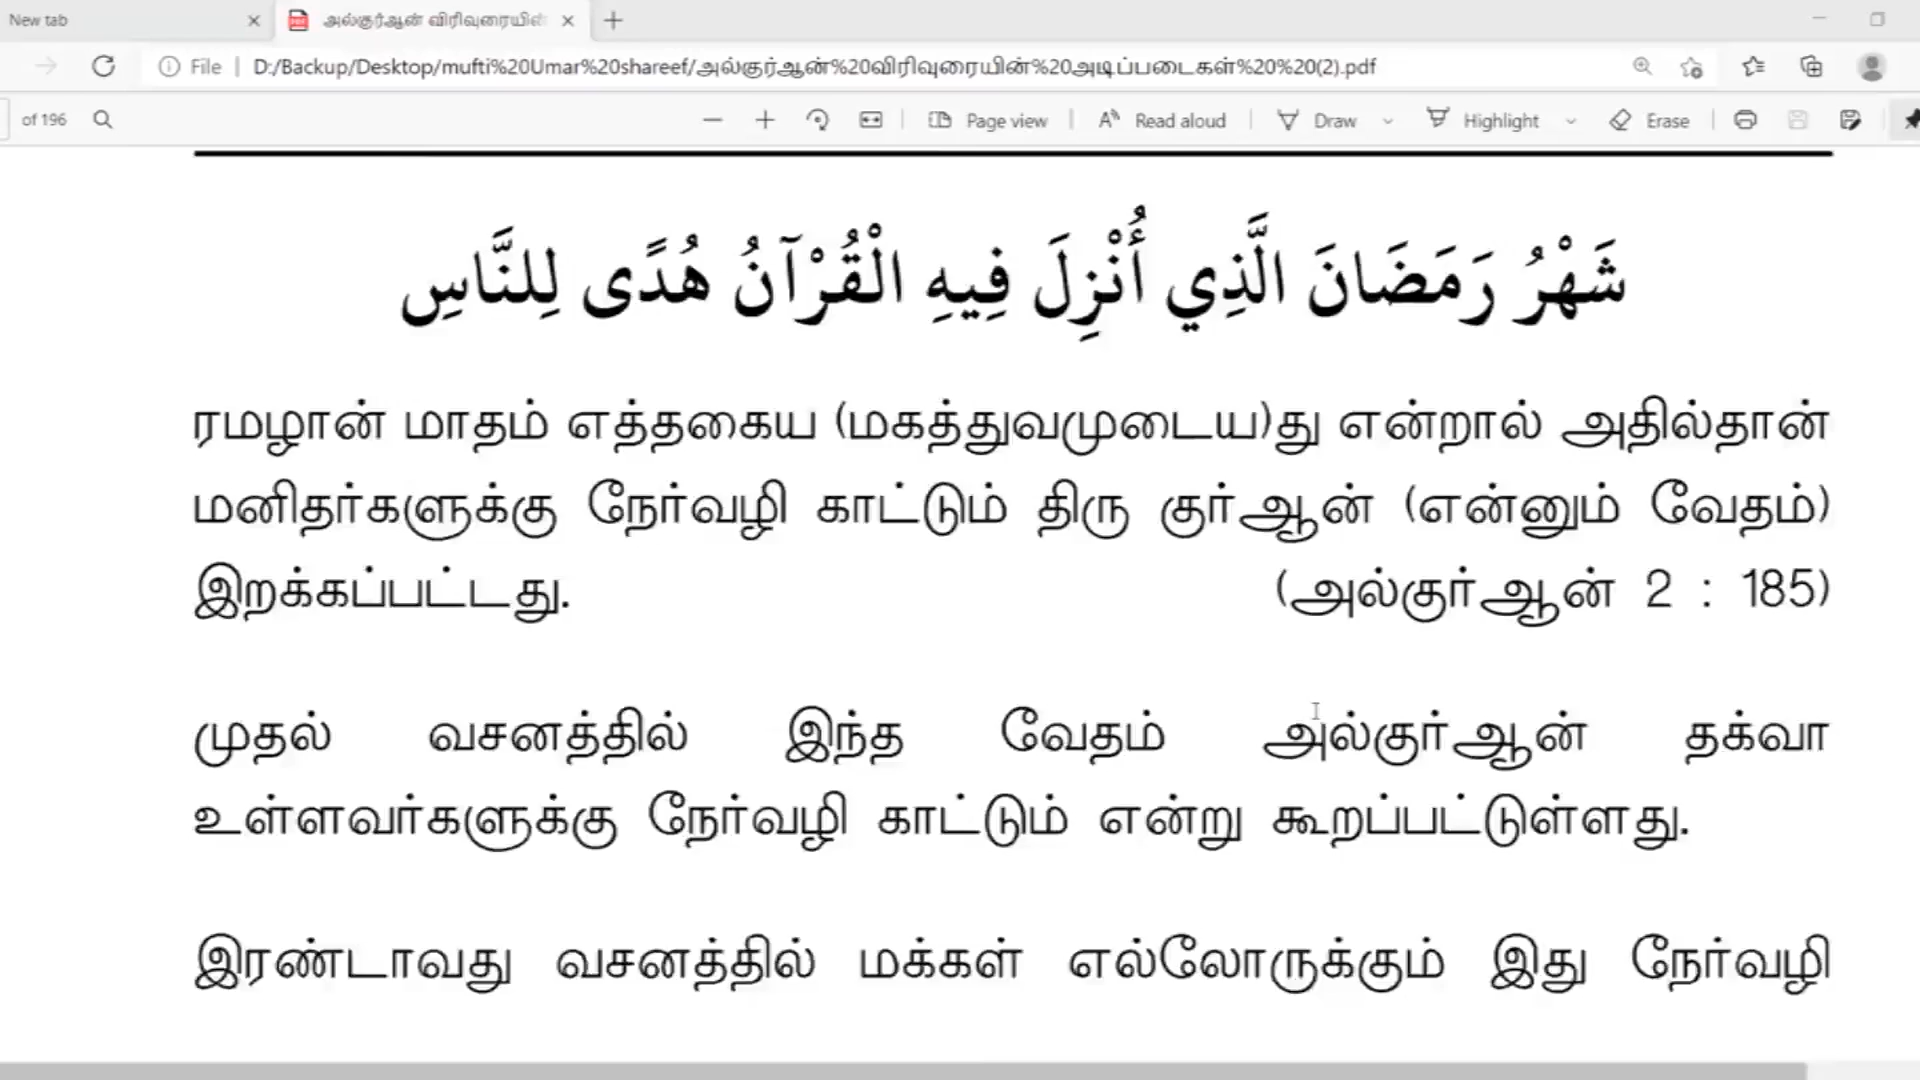 New tab
அல்குர்ஆன் விரிவுரையின்
File
D:/Backup/Desktop/mufti%20Umar%20shareef/அல்குர்ஆன்%20விரிவுரையின்%20அடிப்படைகள்%20%20(2).pdf
of 196
Page view
Read aloud
Draw
Highlight
Erase
شَهْرُ رَمَضَانَ الَّذِي أُنْزِلَ فِيهِ الْقُرْآنُ هُدًى لِلنَّاسِ
ரமழான் மாதம் எத்தகைய (மகத்துவமுடைய)து என்றால் அதில்தான்
மனிதர்களுக்கு நேர்வழி காட்டும் திரு குர்ஆன் (என்னும் வேதம்)
இறக்கப்பட்டது. (அல்குர்ஆன் 2 : 185)
முதல் வசனத்தில் இந்த வேதம் அல்குர்ஆன் தக்வா
உள்ளவர்களுக்கு நேர்வழி காட்டும் என்று கூறப்பட்டுள்ளது.
இரண்டாவது வசனத்தில் மக்கள் எல்லோருக்கும் இது நேர்வழி